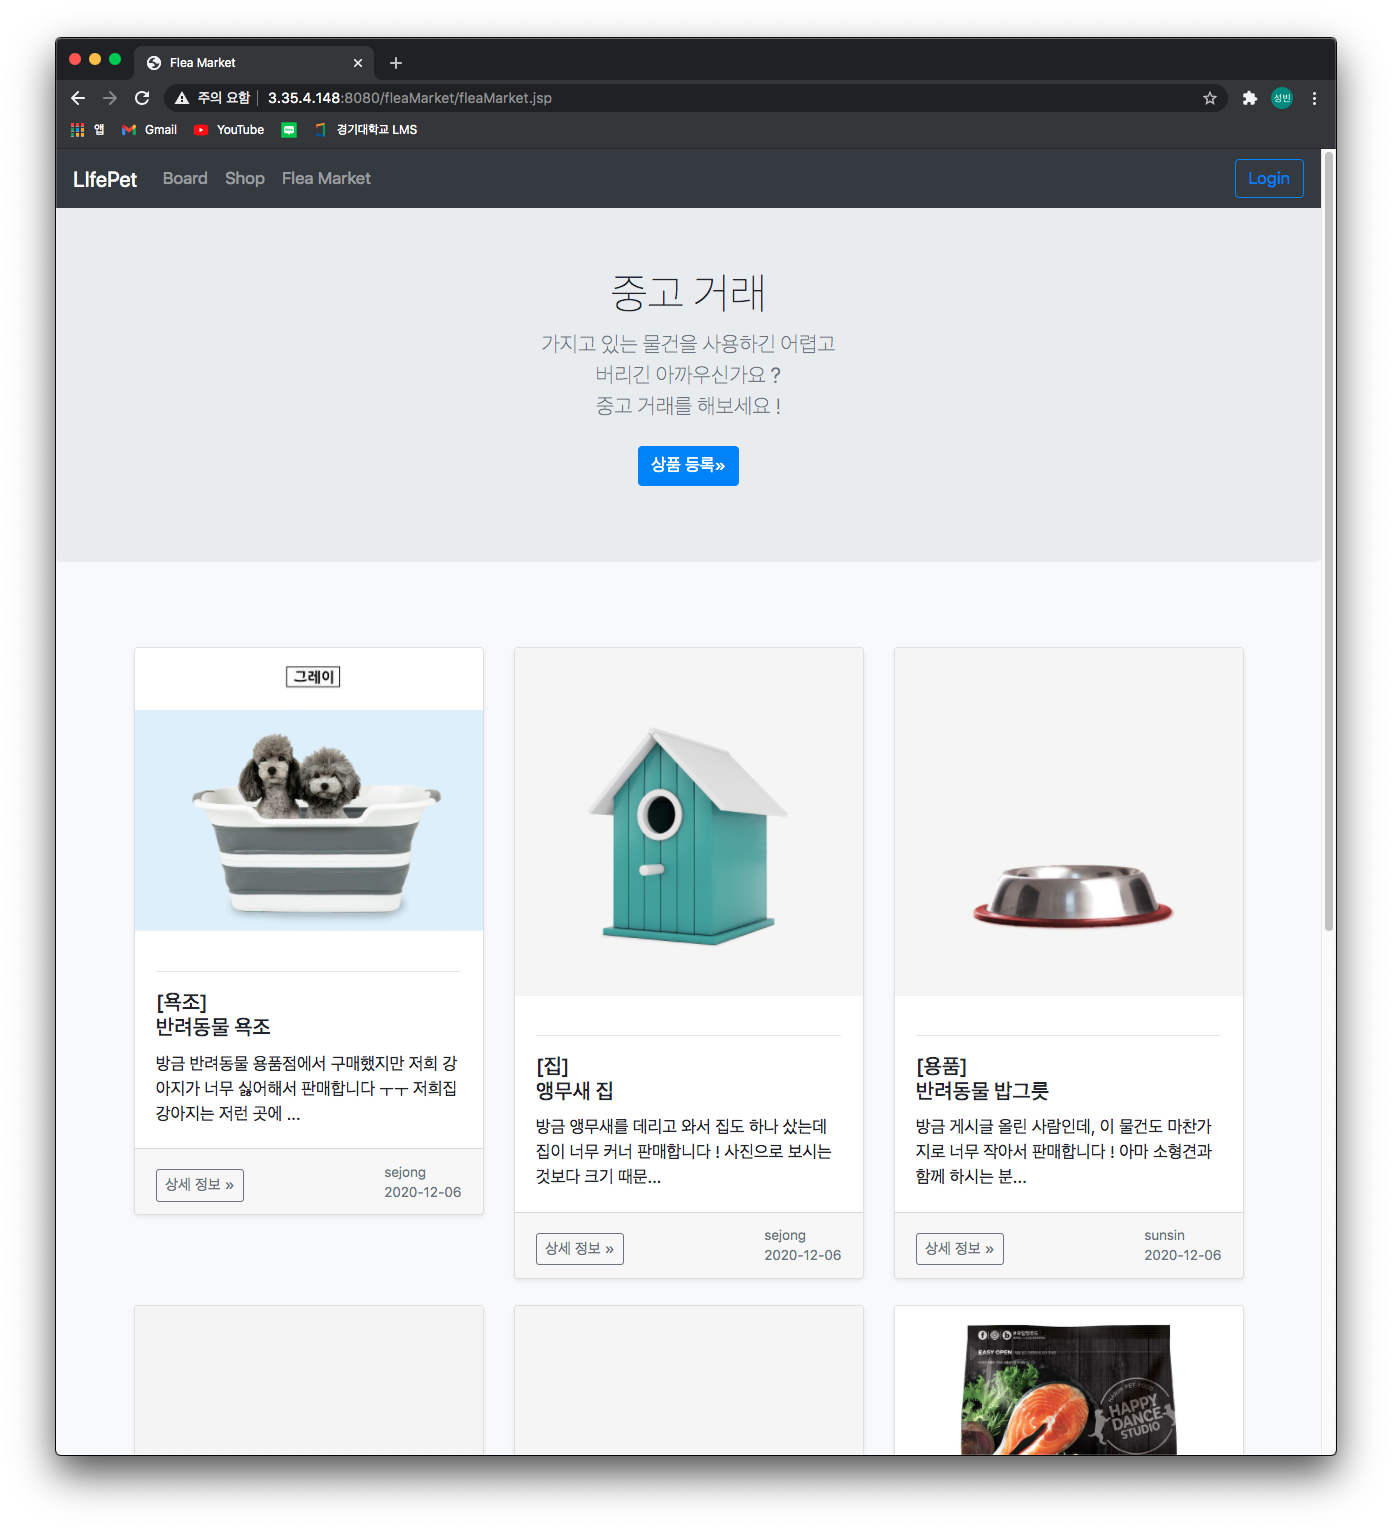 Flea Market
주의 요함
3.35.4.148:8080/fleaMarket/fleaMarket.jsp
성빈
앱
Gmail
YouTube
경기대학교 LMS
LIfePet
Board
Shop
Flea Market
Login
중고 거래
가지고 있는 물건을 사용하긴 어렵고
버리긴 아까우신가요 ?
중고 거래를 해보세요 !
상품 등록»
그레이
[욕조]
반려동물 욕조
방금 반려동물 용품점에서 구매했지만 저희 강
아지가 너무 싫어해서 판매합니다 ㅜㅜ 저희집
강아지는 저런 곳에 ...
상세 정보 »
sejong
2020-12-06
[집]
앵무새 집
방금 앵무새를 데리고 와서 집도 하나 샀는데
집이 너무 커너 판매합니다 ! 사진으로 보시는
것보다 크기 때문...
상세 정보 »
sejong
2020-12-06
[용품]
반려동물 밥그릇
방금 게시글 올린 사람인데, 이 물건도 마찬가
지로 너무 작아서 판매합니다 ! 아마 소형견과
함께 하시는 분...
상세 정보 »
sunsin
2020-12-06
EASY OPEN
HARIM PET FOOD
HAPPY
DANCE
STUDIO